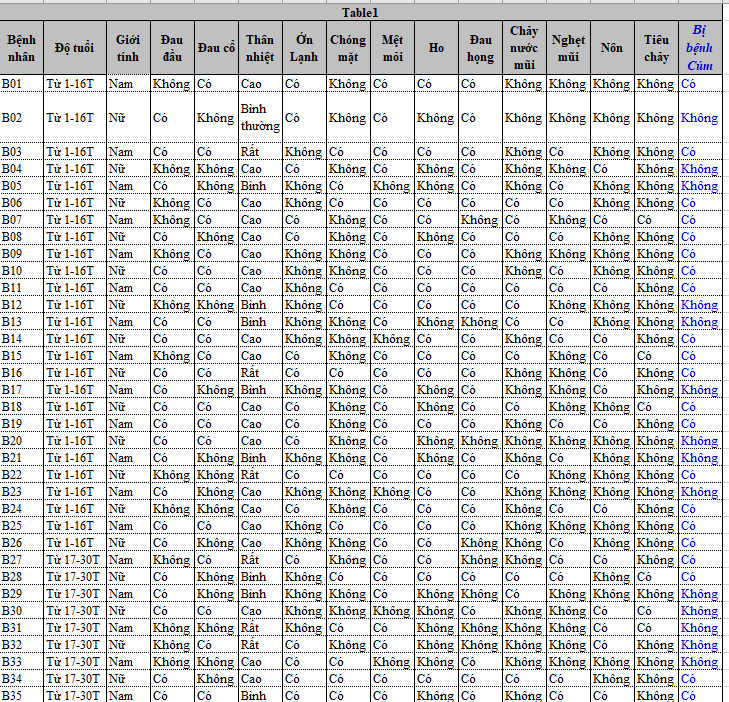 Table1
Bệnh nhân Độ tuổi Giới tính Đau đầu Đau cổ Thân nhiệt Ớn Lạnh Chóng mặt Mệt mỏi Ho Đau họng Chảy nước mũi Nghẹt mũi Nôn Tiêu chảy Bị bệnh Cúm
B01 Từ 1-16T Nam Không Có Cao Có Không Có Có Có Không Không Không Không Có
B02 Từ 1-16T Nữ Có Không Bình thường Có Không Có Không Có Không Không Không Không Không
B03 Từ 1-16T Nam Có Có Rất Không Có Có Có Có Không Có Không Không Có
B04 Từ 1-16T Nữ Không Không Cao Có Không Có Không Có Không Không Có Không Không
B05 Từ 1-16T Nam Có Không Bình Không Có Không Không Có Không Có Không Không Không
B06 Từ 1-16T Nữ Không Có Cao Không Có Có Có Có Có Có Không Không Có
B07 Từ 1-16T Nam Không Có Cao Có Không Có Có Không Có Không Có Có Có
B08 Từ 1-16T Nữ Có Không Cao Có Không Có Không Có Có Có Không Không Có
B09 Từ 1-16T Nam Không Có Cao Không Không Có Có Có Không Không Không Không Có
B10 Từ 1-16T Nữ Có Có Cao Không Không Có Có Có Không Có Không Không Có
B11 Từ 1-16T Nam Có Có Cao Không Có Có Có Có Có Có Có Không Có
B12 Từ 1-16T Nữ Không Không Bình Không Có Có Có Có Có Không Không Không Không
B13 Từ 1-16T Nam Có Có Bình Không Không Có Không Không Có Có Không Không Không
B14 Từ 1-16T Nữ Có Có Cao Không Không Không Có Có Không Có Có Không Có
B15 Từ 1-16T Nam Không Có Cao Có Không Có Có Có Có Không Có Có Có
B16 Từ 1-16T Nữ Có Có Rất Có Có Có Có Có Không Không Có Không Có
B17 Từ 1-16T Nam Có Không Bình Không Không Có Không Có Không Không Có Không Không
B18 Từ 1-16T Nam Có Có Cao Có Không Có Không Có Có Không Không Có Có
B19 Từ 1-16T Nam Có Có Cao Có Không Có Có Có Không Có Có Không Có
B20 Từ 1-16T Nữ Có Có Cao Có Không Có Không Không Không Không Không Không Không
B21 Từ 1-16T Nam Có Không Bình Không Không Có Không Có Không Có Không Không Không
B22 Từ 1-16T Nữ Không Không Rất Có Có Có Có Có Có Không Không Không Có
B23 Từ 1-16T Nam Có Không Cao Không Không Không Có Có Không Không Không Không Không
B24 Từ 1-16T Nữ Không Không Cao Có Không Có Có Có Không Có Có Không Có
B25 Từ 1-16T Nam Có Có Cao Không Có Có Có Có Không Không Không Không Có
B26 Từ 1-16T Nữ Có Không Cao Không Không Có Có Không Không Có Không Không Có
B27 Từ 17-30T Nam Không Có Rất Có Không Có Có Không Không Có Có Không Có
B28 Từ 17-30T Nữ Có Không Bình Không Có Có Có Có Có Có Không Có Có
B29 Từ 17-30T Nam Có Không Bình Không Không Có Không Không Có Không Không Không Không
B30 Từ 17-30T Nữ Có Có Cao Không Không Không Không Có Không Không Có Có Không
B31 Từ 17-30T Nam Không Không Rất Không Có Có Không Không Không Không Có Có Không
B32 Từ 17-30T Nữ Không Có Rất Có Không Có Không Không Không Không Có Không Không
B33 Từ 17-30T Nam Không Không Cao Có Có Không Không Có Không Không Không Không Không
B34 Từ 17-30T Nữ Có Không Cao Có Có Có Có Có Có Có Không Không Có
B35 Từ 17-30T Nam Có Có Bình Có Có Có Không Có Không Có Có Không Có